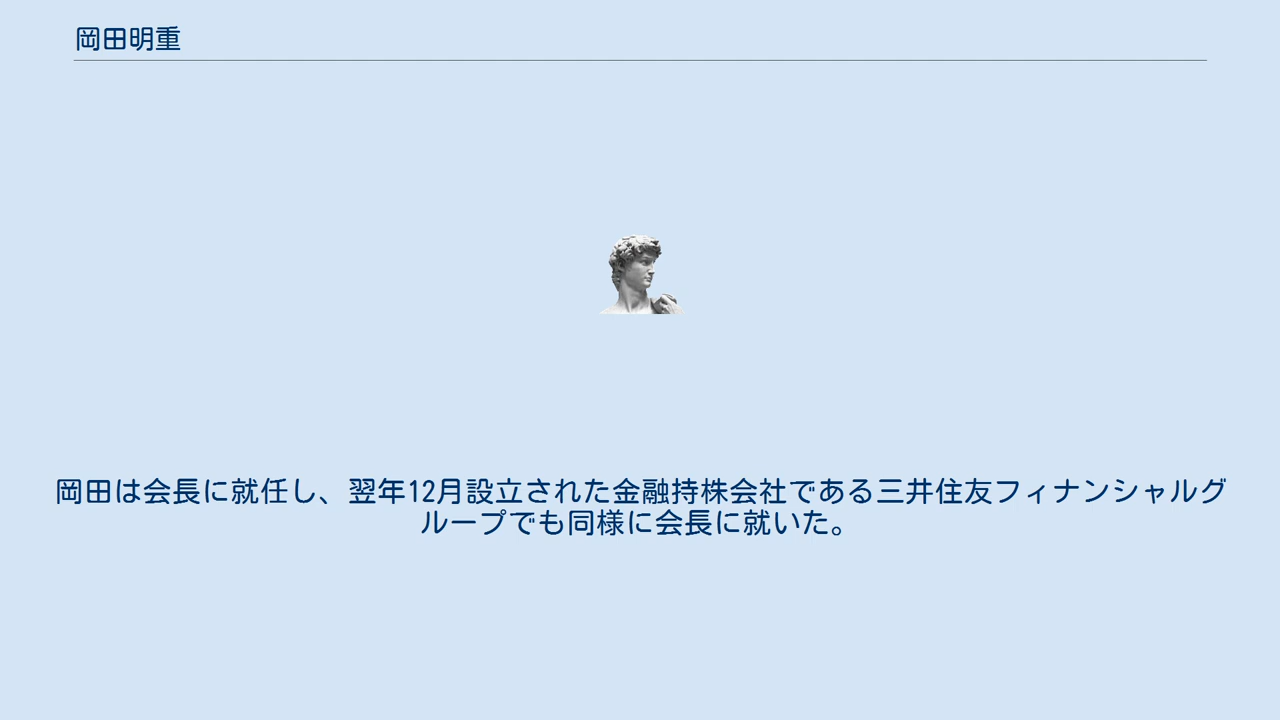 岡田明重
岡田は会長に就任し、翌年12月設立された金融持株会社である三井住友フィナンシャルグ
ループでも同様に会長に就いた。